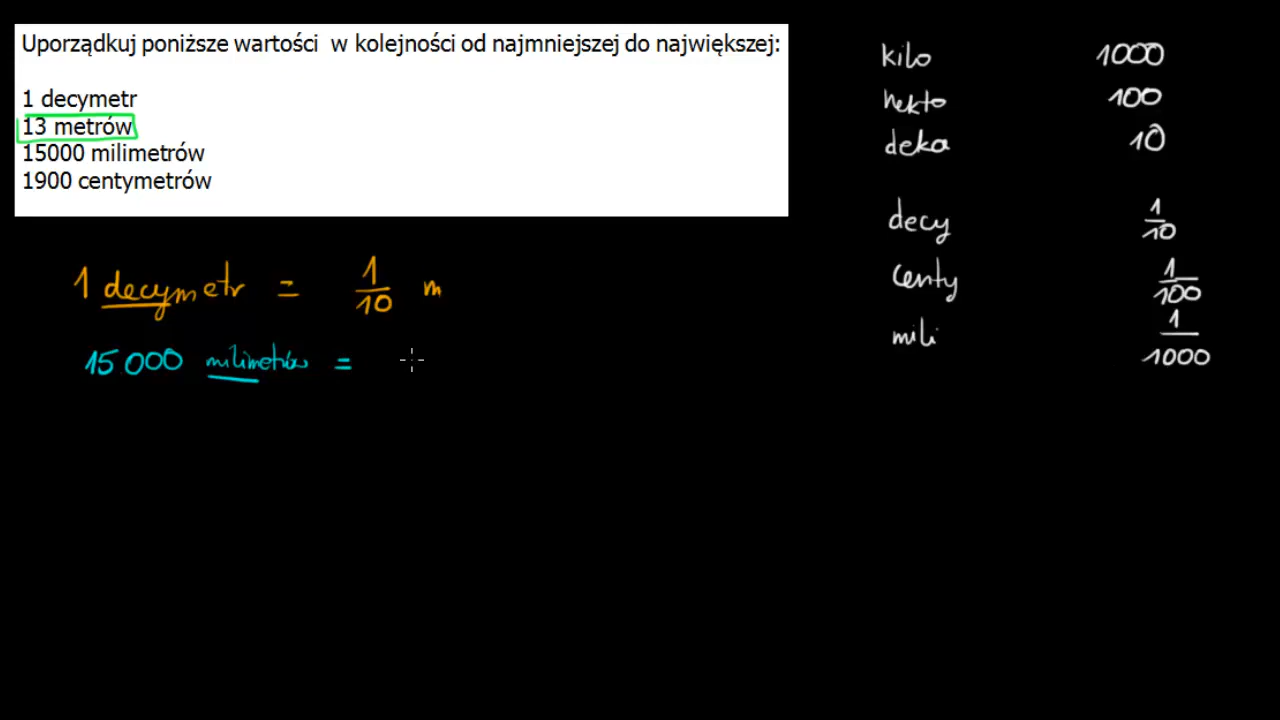 Uporządkuj poniższe wartości w kolejności od najmniejszej do największej:
1 decymetr
13 metrów
15000 milimetrów
1900 centymetrów
1 decymetr = 1/10 m
15 000 milimetrów =
kilo 1000
hekto 100
deka 10
decy 1/10
centy 1/100
mili 1/1000